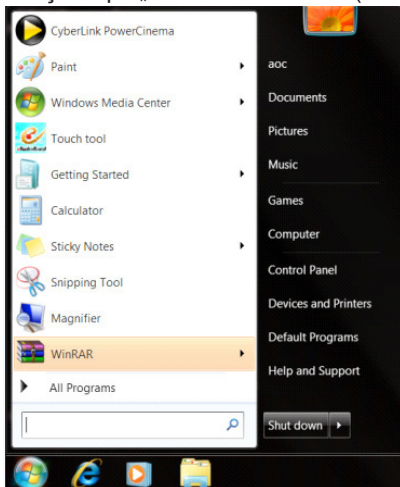 CyberLink PowerCinema
Paint
Windows Media Center
Touch tool
Getting Started
Calculator
Sticky Notes
Snipping Tool
Magnifier
WinRAR
All Programs
aoc
Documents
Pictures
Music
Games
Computer
Control Panel
Devices and Printers
Default Programs
Help and Support
Shut down